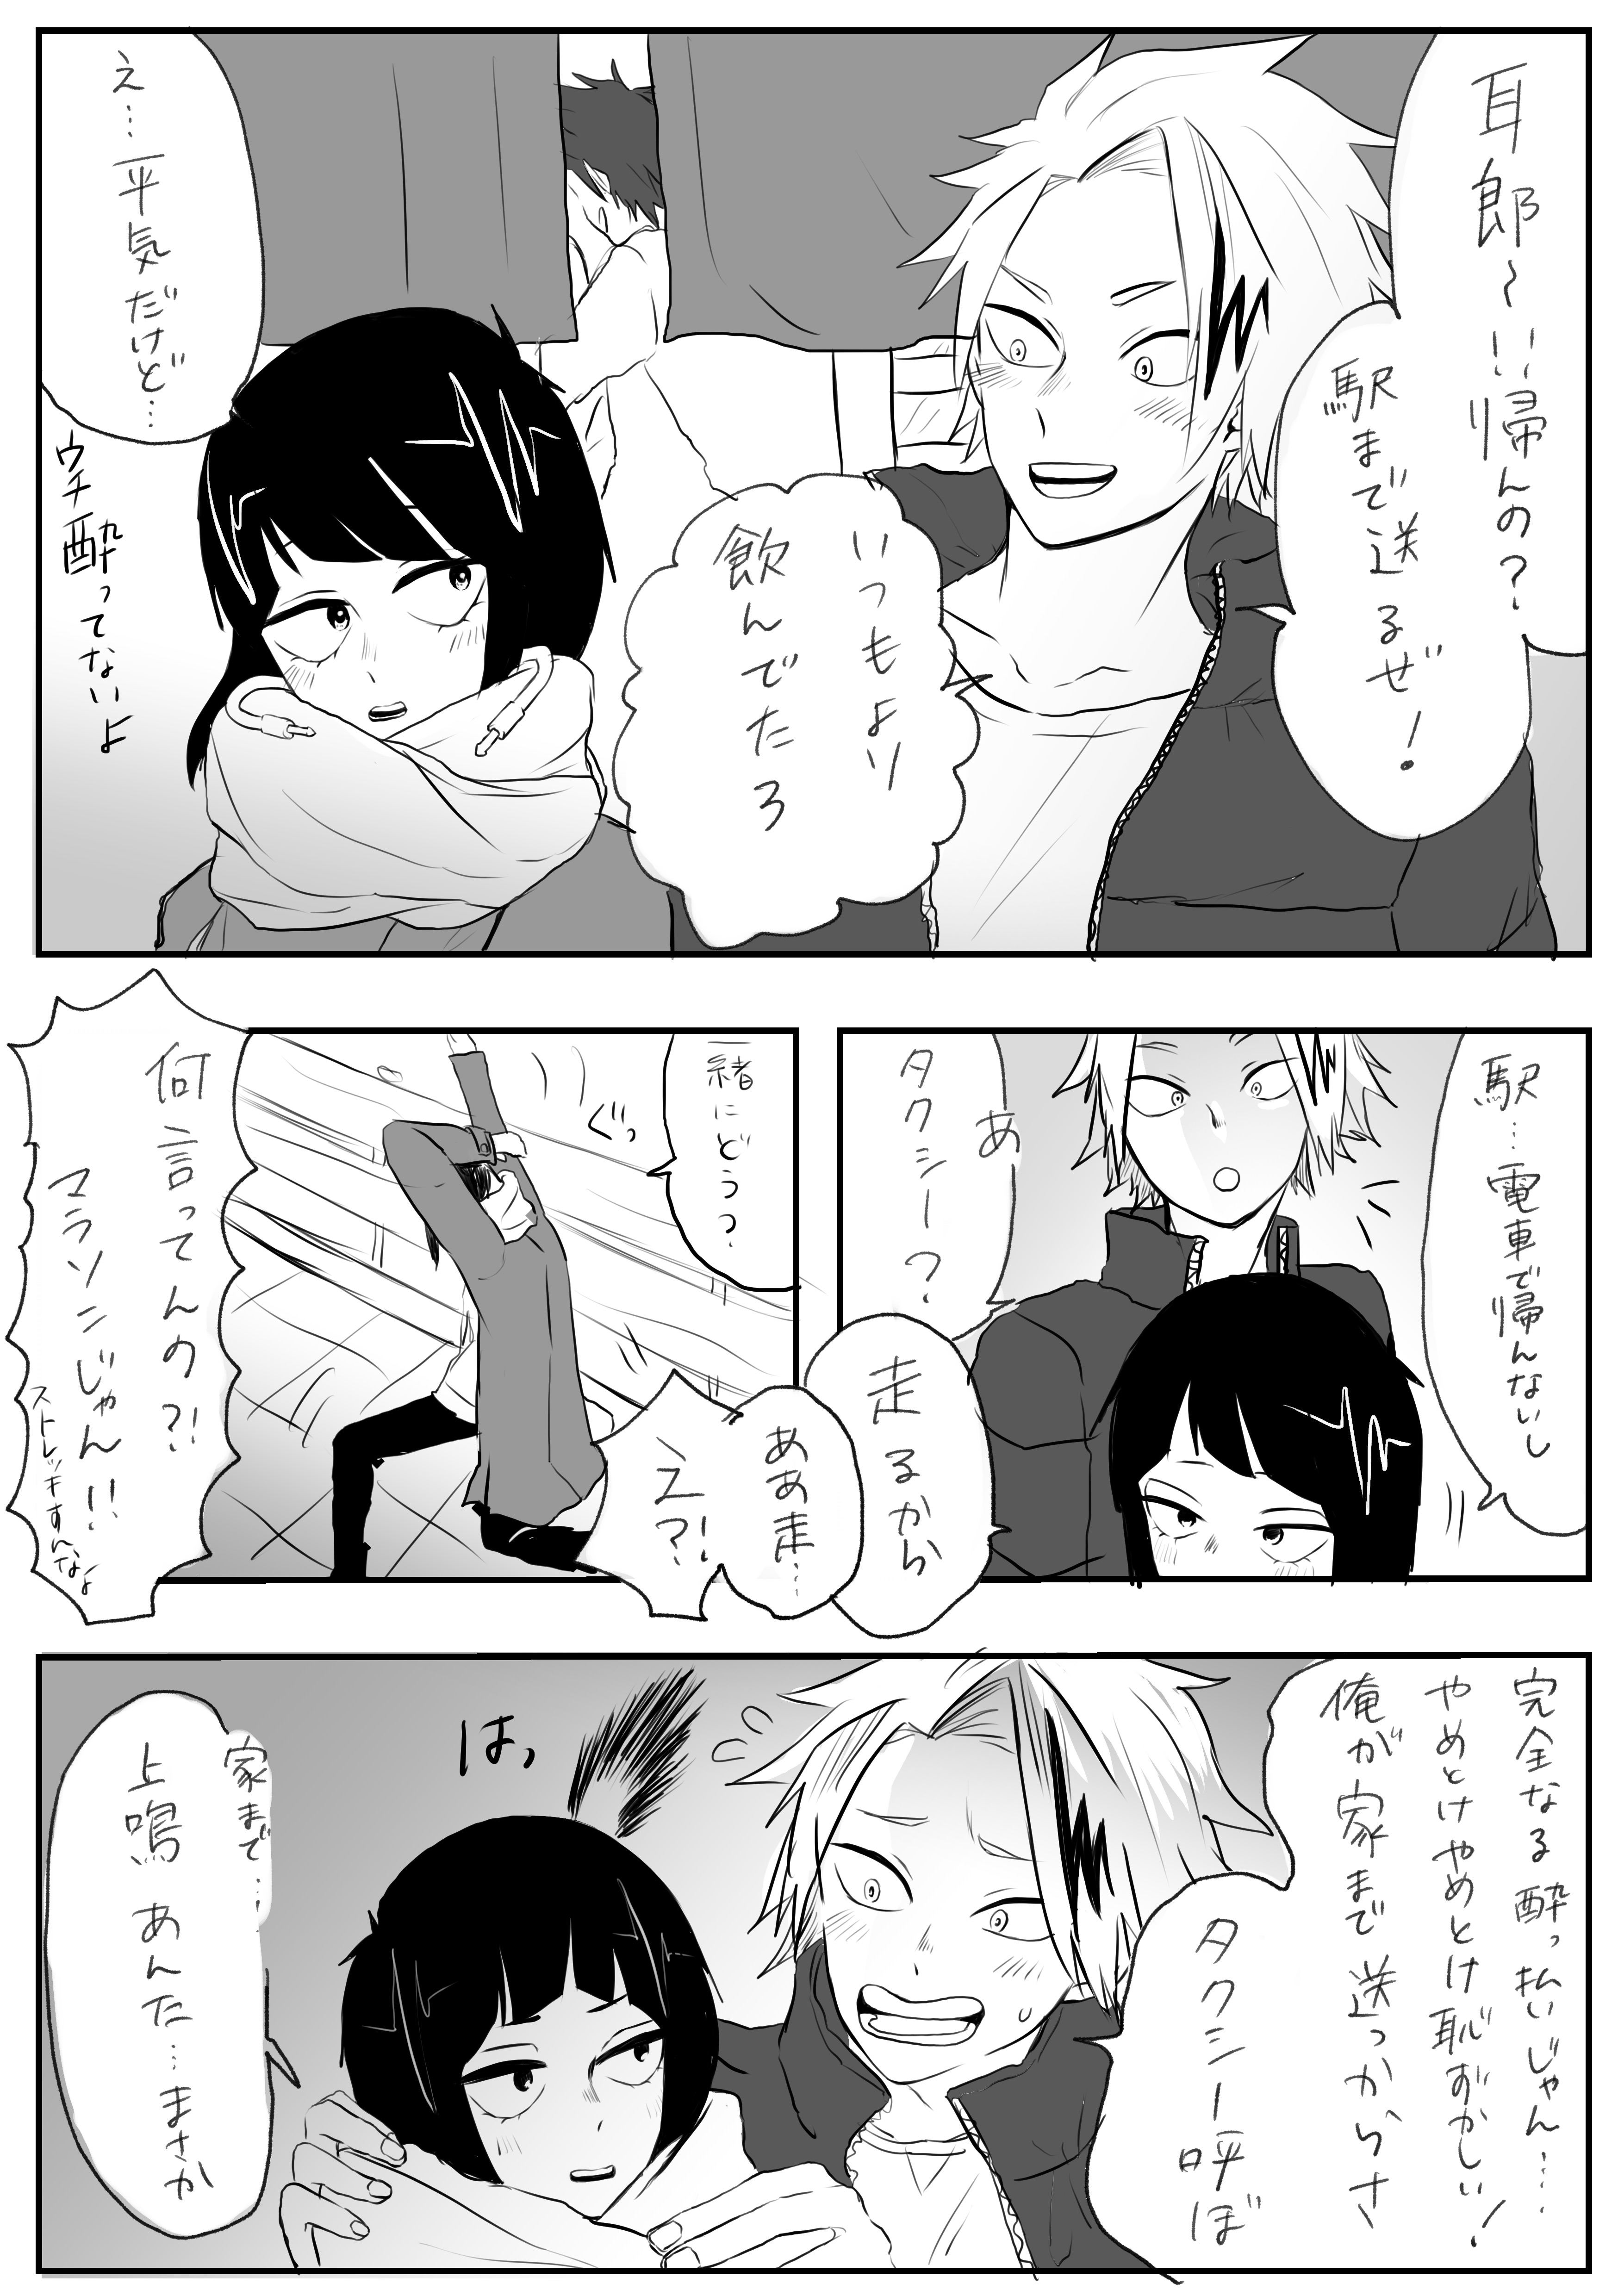 耳郎〜
帰んの？
駅まで送るぜ！
いつもより
飲んでたろ
え…平気だけど…
ウチ酔ってないよ
駅…電車で帰んないし
あ
タクシー？
走るから
ああ走…
え？！
一緒にどう？
ぐっ
何言ってんの？！
マラソンじゃん！！
ストレッチすんなよ
完全なる酔っ払いじゃん……
やめとけやめとけ恥ずかしい！
俺が家まで送っからさ
タクシー呼ぼ
はっ
家まで……
上鳴あんた…まさか